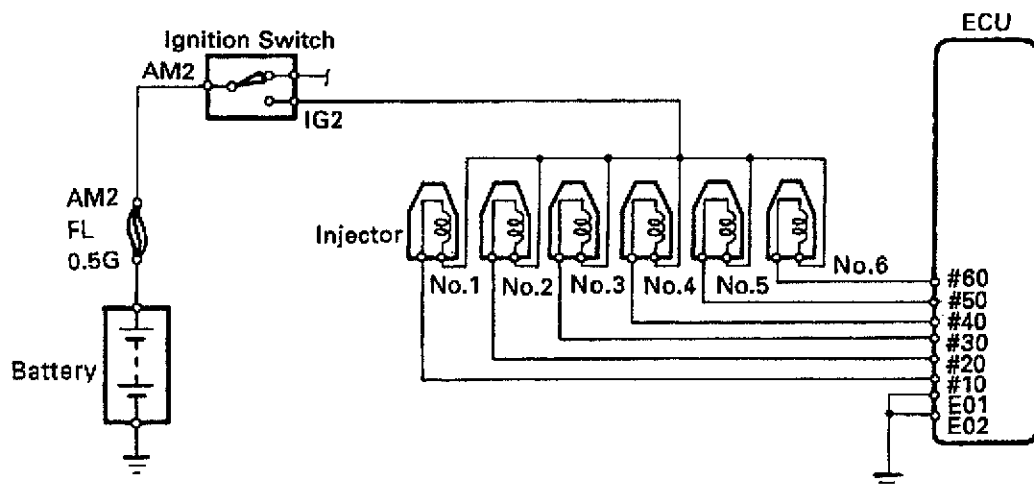 ECU
Ignition Switch
AM2
IG2
AM2
FL
0.5G
Injector
No.1
No.2
No.3
No.4
No.5
No.6
#60
#50
#40
#30
#20
#10
E01
E02
Battery